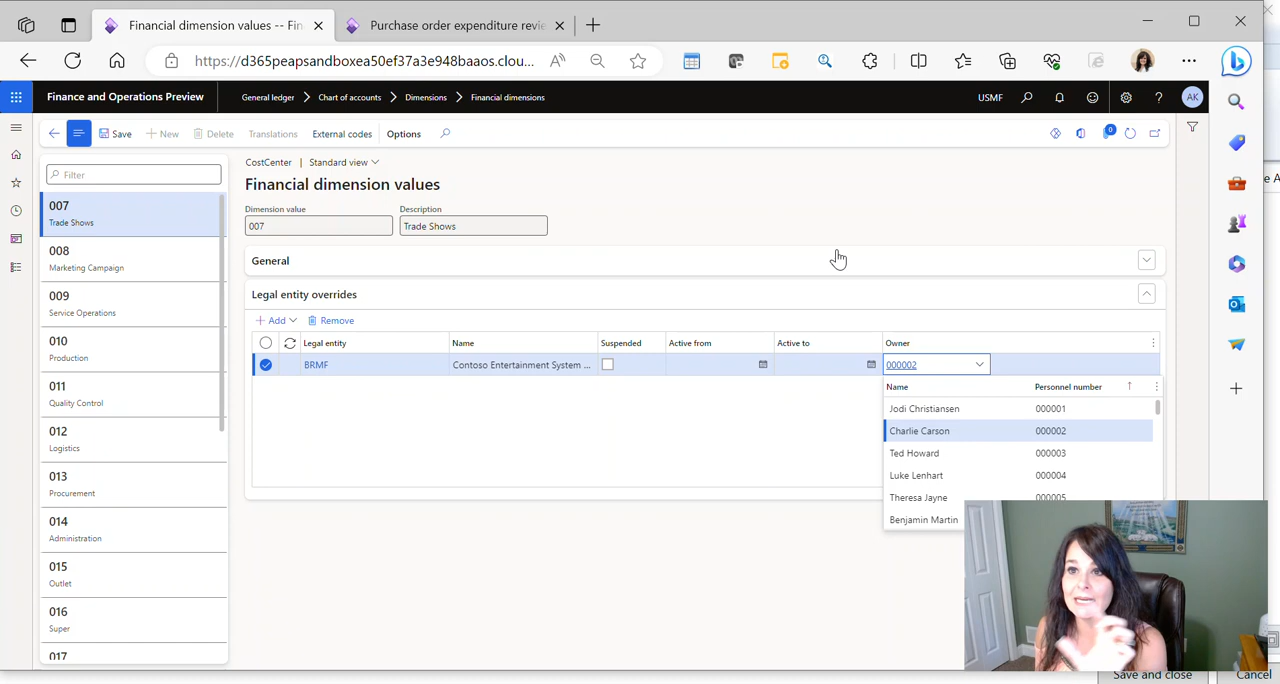 Financial dimension values -- Fin
Purchase order expenditure revie
https://d365peapsandboxea50ef37a3e948baaos.clou...
Finance and Operations Preview
General ledger
Chart of accounts
Dimensions
Financial dimensions
USMF
AK
Save
New
Delete
Translations
External codes
Options
0
Filter
007
Trade Shows
008
Marketing Campaign
009
Service Operations
010
Production
011
Quality Control
012
Logistics
013
Procurement
014
Administration
015
Outlet
016
Super
017
CostCenter | Standard view
Financial dimension values
Dimension value
Description
007
Trade Shows
General
Legal entity overrides
Add
Remove
Legal entity
Name
Suspended
Active from
Active to
Owner
BRMF
Contoso Entertainment System ...
000002
Name
Personnel number
Jodi Christiansen 000001
Charlie Carson 000002
Ted Howard 000003
Luke Lenhart 000004
Theresa Jayne 000005
Benjamin Martin
e A
Save and close
Cancel